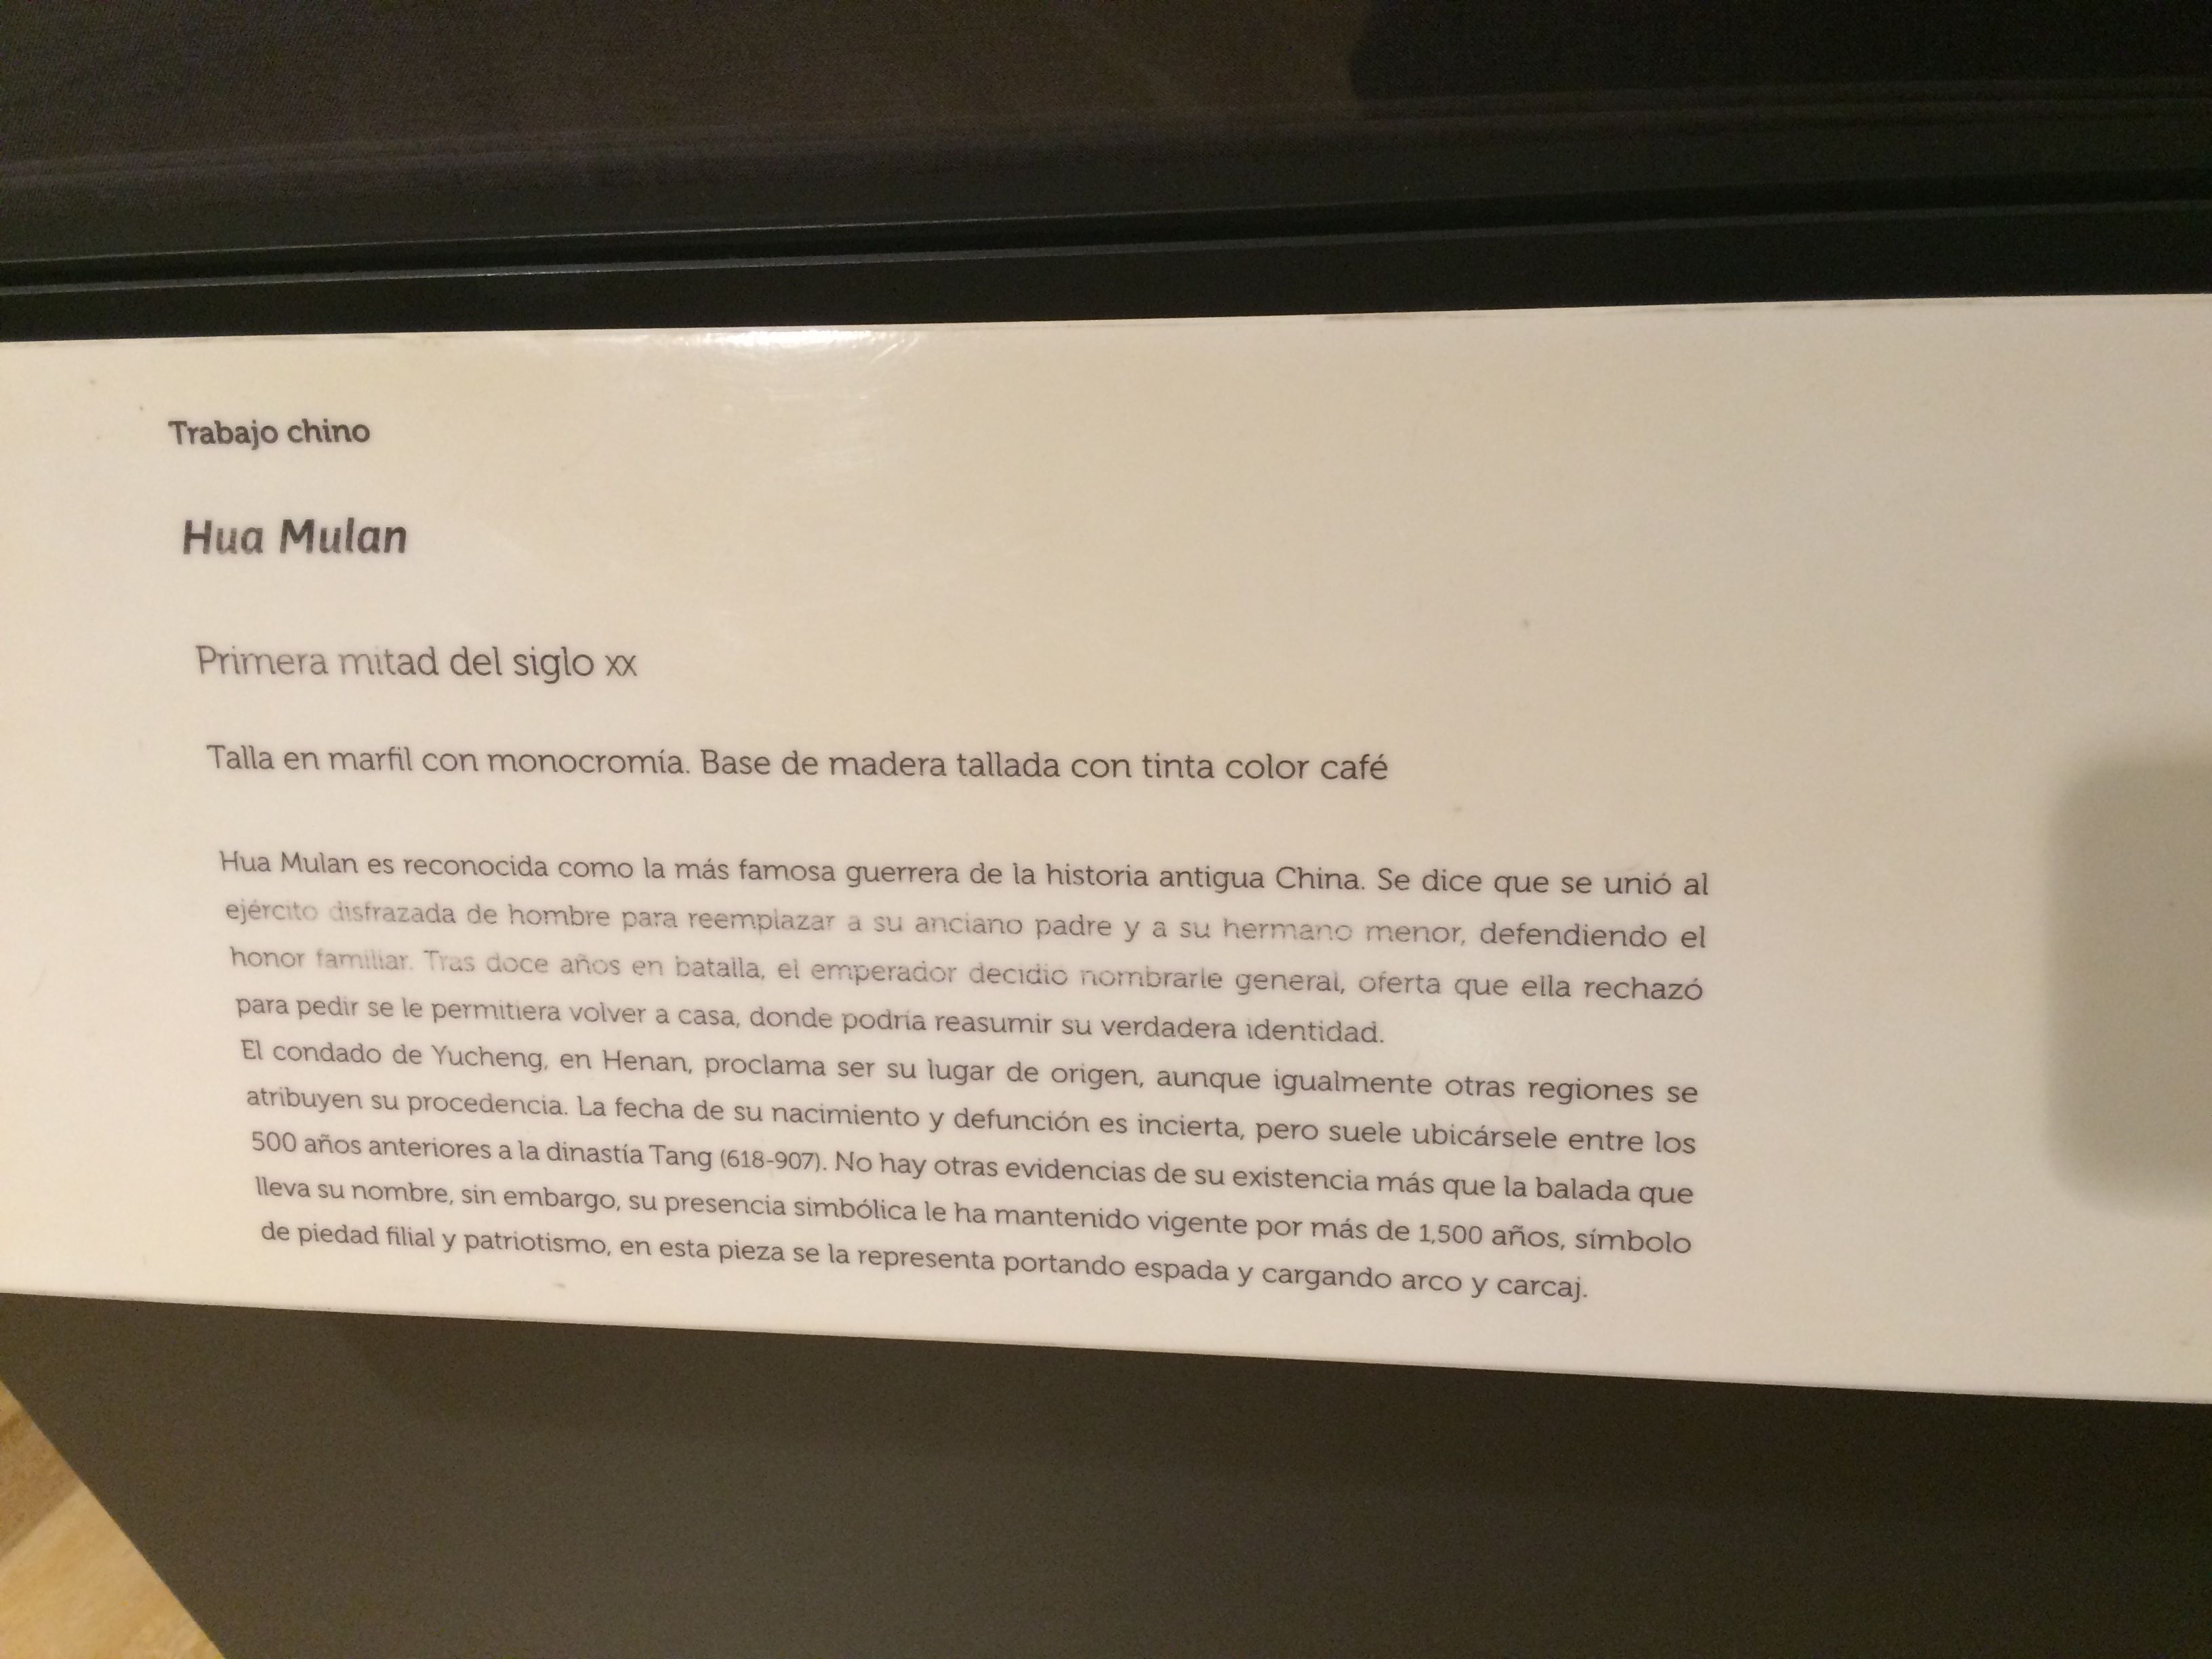 Trabajo chino
Hua Mulan
Primera mitad del siglo xx
Talla en marfil con monocromía. Base de madera tallada con tinta color café
Hua Mulan es reconocida como la más famosa guerrera de la historia antigua China. Se dice que se unió al
ejército disfrazada de hombre para reemplazar a su anciano padre y a su hermano menor, defendiendo el
honor familiar. Tras doce años en batalla, el emperador decidió nombrarle general, oferta que ella rechazó
para pedir se le permitiera volver a casa, donde podría reasumir su verdadera identidad.
El condado de Yucheng, en Henan, proclama ser su lugar de origen, aunque igualmente otras regiones se
atribuyen su procedencia. La fecha de su nacimiento y defunción es incierta, pero suele ubicársele entre los
500 años anteriores a la dinastía Tang (618-907). No hay otras evidencias de su existencia más que la balada que
lleva su nombre, sin embargo, su presencia simbólica le ha mantenido vigente por más de 1,500 años, símbolo
de piedad filial y patriotismo, en esta pieza se la representa portando espada y cargando arco y carcaj.